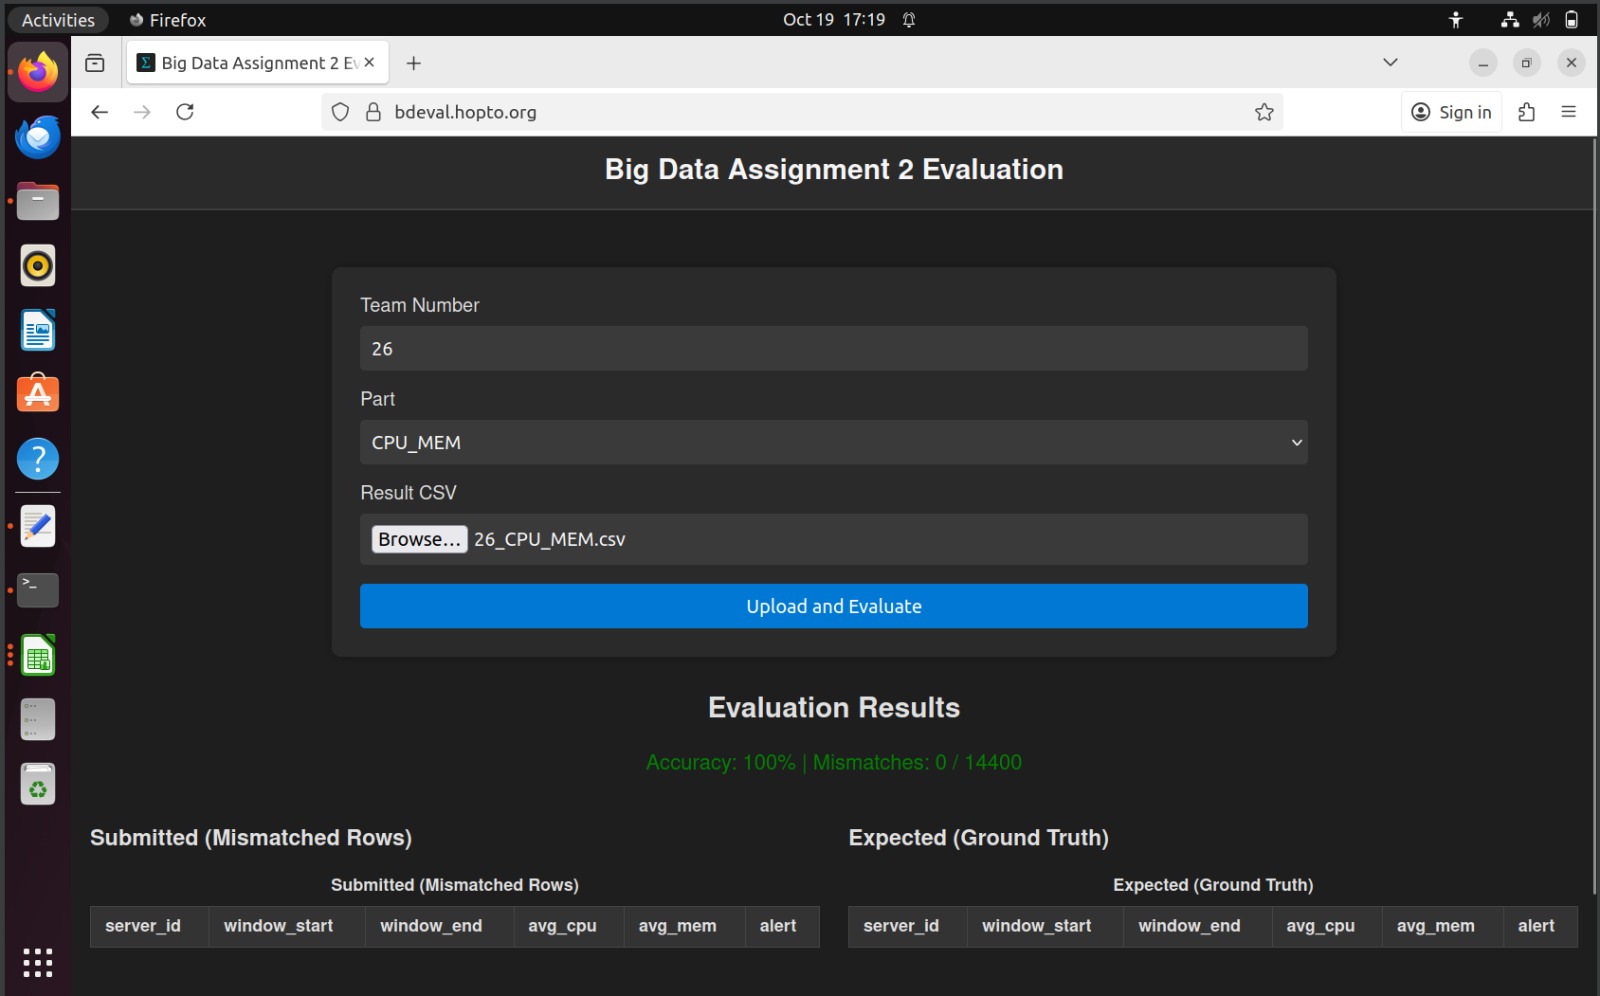 Activities Firefox Oct 19 17:19
Big Data Assignment 2 Ev
bdeval.hopto.org Sign in
Big Data Assignment 2 Evaluation
Team Number
26
Part
CPU_MEM
Result CSV
Browse... 26_CPU_MEM.csv
Upload and Evaluate
Evaluation Results
Accuracy: 100% | Mismatches: 0 / 14400
Submitted (Mismatched Rows) Expected (Ground Truth)
Submitted (Mismatched Rows) Expected (Ground Truth)
server_id window_start window_end avg_cpu avg_mem alert server_id window_start window_end avg_cpu avg_mem alert